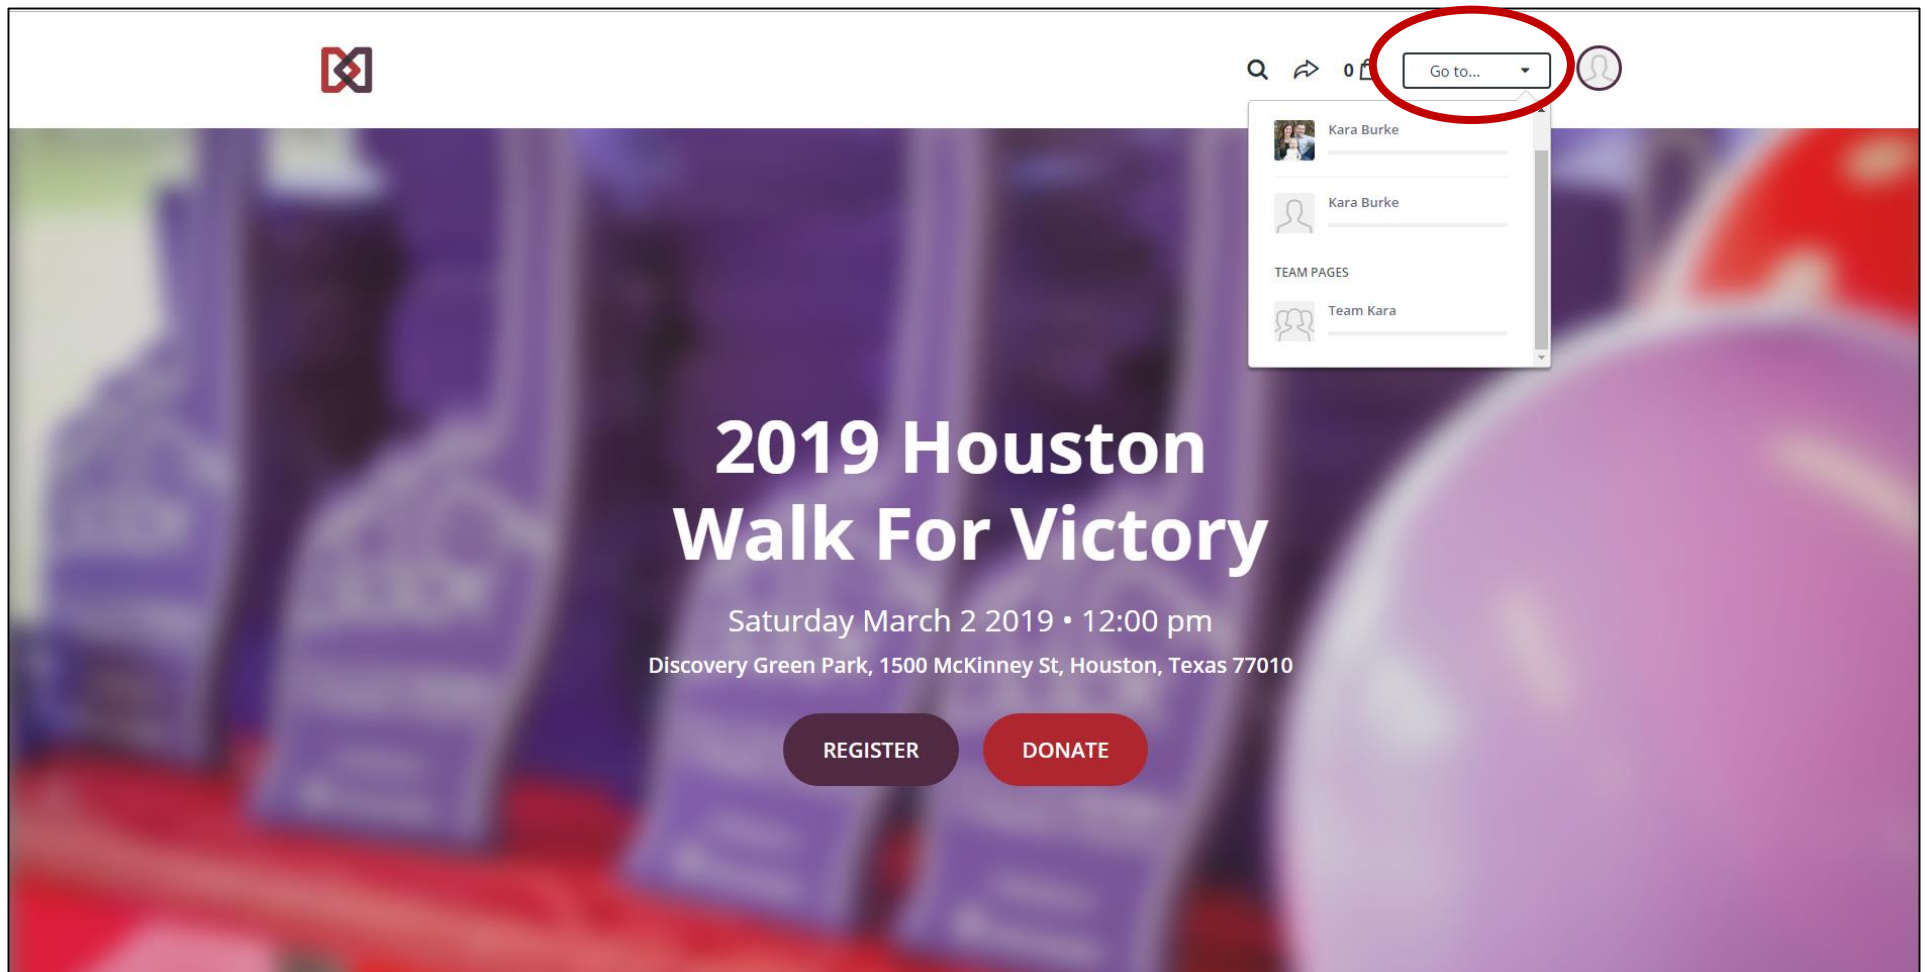 0
Go to...
Kara Burke
Kara Burke
TEAM PAGES
Team Kara
2019 Houston
Walk For Victory
Saturday March 2 2019 • 12:00 pm
Discovery Green Park, 1500 McKinney St, Houston, Texas 77010
REGISTER
DONATE